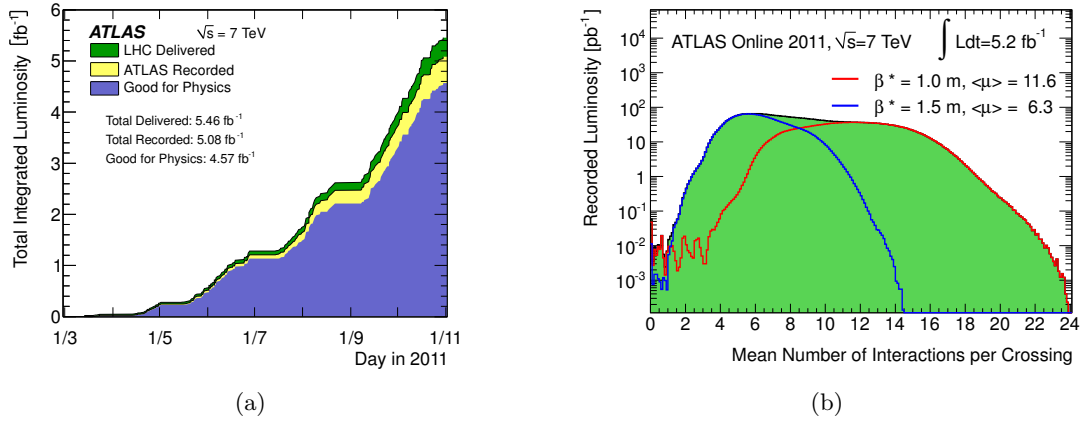 Total Integrated Luminosity [fb⁻¹]
7
6
5
4
3
2
1
0
ATLAS √s = 7 TeV
LHC Delivered
ATLAS Recorded
Good for Physics
Total Delivered: 5.46 fb⁻¹
Total Recorded: 5.08 fb⁻¹
Good for Physics: 4.57 fb⁻¹
1/3 1/5 1/7 1/9 1/11
Day in 2011
(a)
Recorded Luminosity [pb⁻¹]
10⁴
10³
10²
10
1
10⁻¹
10⁻²
10⁻³
ATLAS Online 2011, √s=7 TeV ∫ Ldt=5.2 fb⁻¹
β * = 1.0 m, <μ> = 11.6
β * = 1.5 m, <μ> = 6.3
0 2 4 6 8 10 12 14 16 18 20 22 24
Mean Number of Interactions per Crossing
(b)